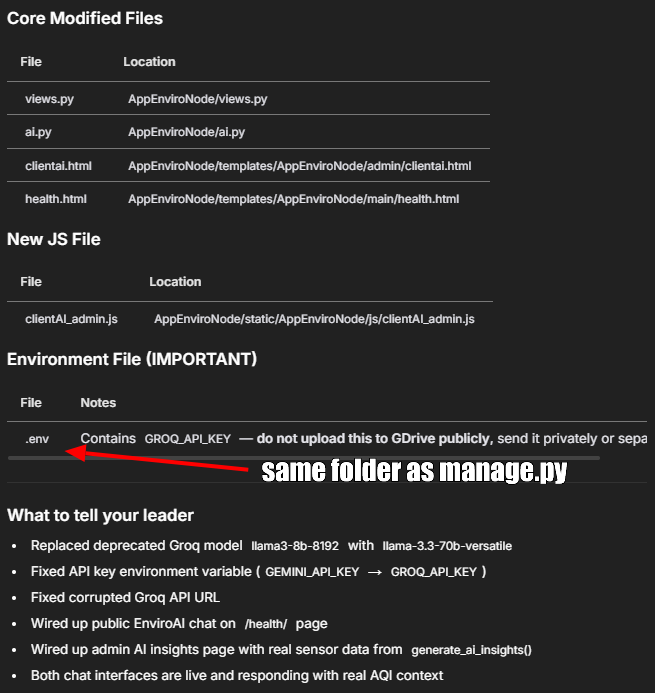 Core Modified Files
File Location
views.py AppEnviroNode/views.py
ai.py AppEnviroNode/ai.py
clientai.html AppEnviroNode/templates/AppEnviroNode/admin/clientai.html
health.html AppEnviroNode/templates/AppEnviroNode/main/health.html
New JS File
File Location
clientAI_admin.js AppEnviroNode/static/AppEnviroNode/js/clientAI_admin.js
Environment File (IMPORTANT)
File Notes
.env Contains GROQ_API_KEY — do not upload this to GDrive publicly, send it privately or sepa
same folder as manage.py
What to tell your leader
• Replaced deprecated Groq model llama3-8b-8192 with llama-3.3-70b-versatile
• Fixed API key environment variable ( GEMINI_API_KEY → GROQ_API_KEY )
• Fixed corrupted Groq API URL
• Wired up public EnviroAI chat on /health/ page
• Wired up admin AI insights page with real sensor data from generate_ai_insights()
• Both chat interfaces are live and responding with real AQI context